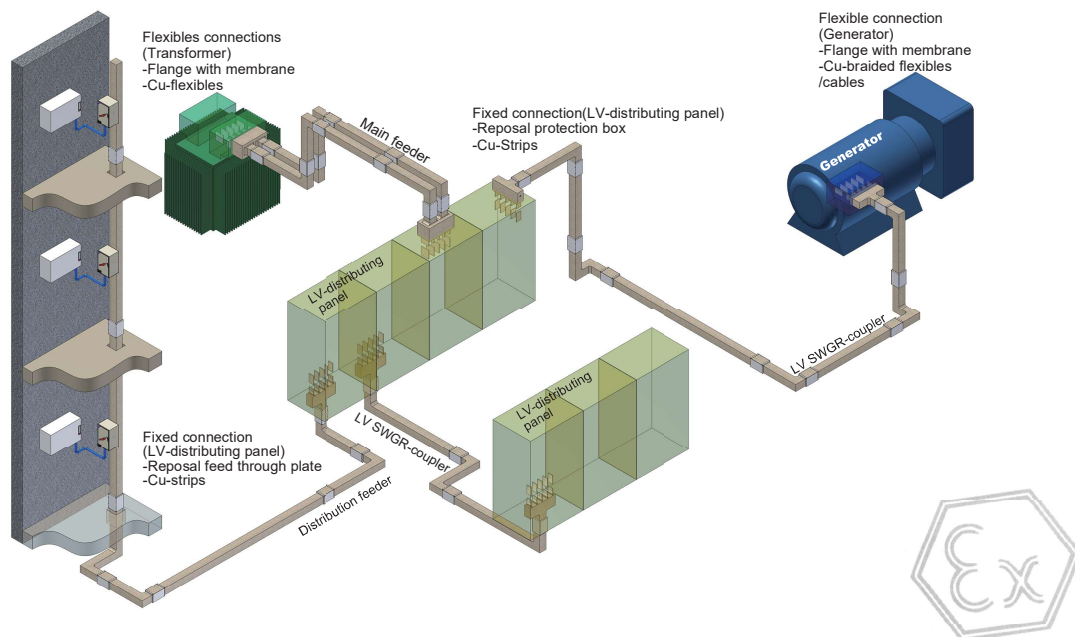 Flexibles connections
(Transformer)
-Flange with membrane
-Cu-flexibles
Flexible connection
(Generator)
-Flange with membrane
-Cu-braided flexibles
/cables
Fixed connection(LV-distributing panel)
-Reposal protection box
-Cu-Strips
Main feeder
Generator
LV-distributing
panel
LV SWGR-coupler
LV-distributing
panel
LV SWGR-coupler
Fixed connection
(LV-distributing panel)
-Reposal feed through plate
-Cu-strips
Distribution feeder
Ex